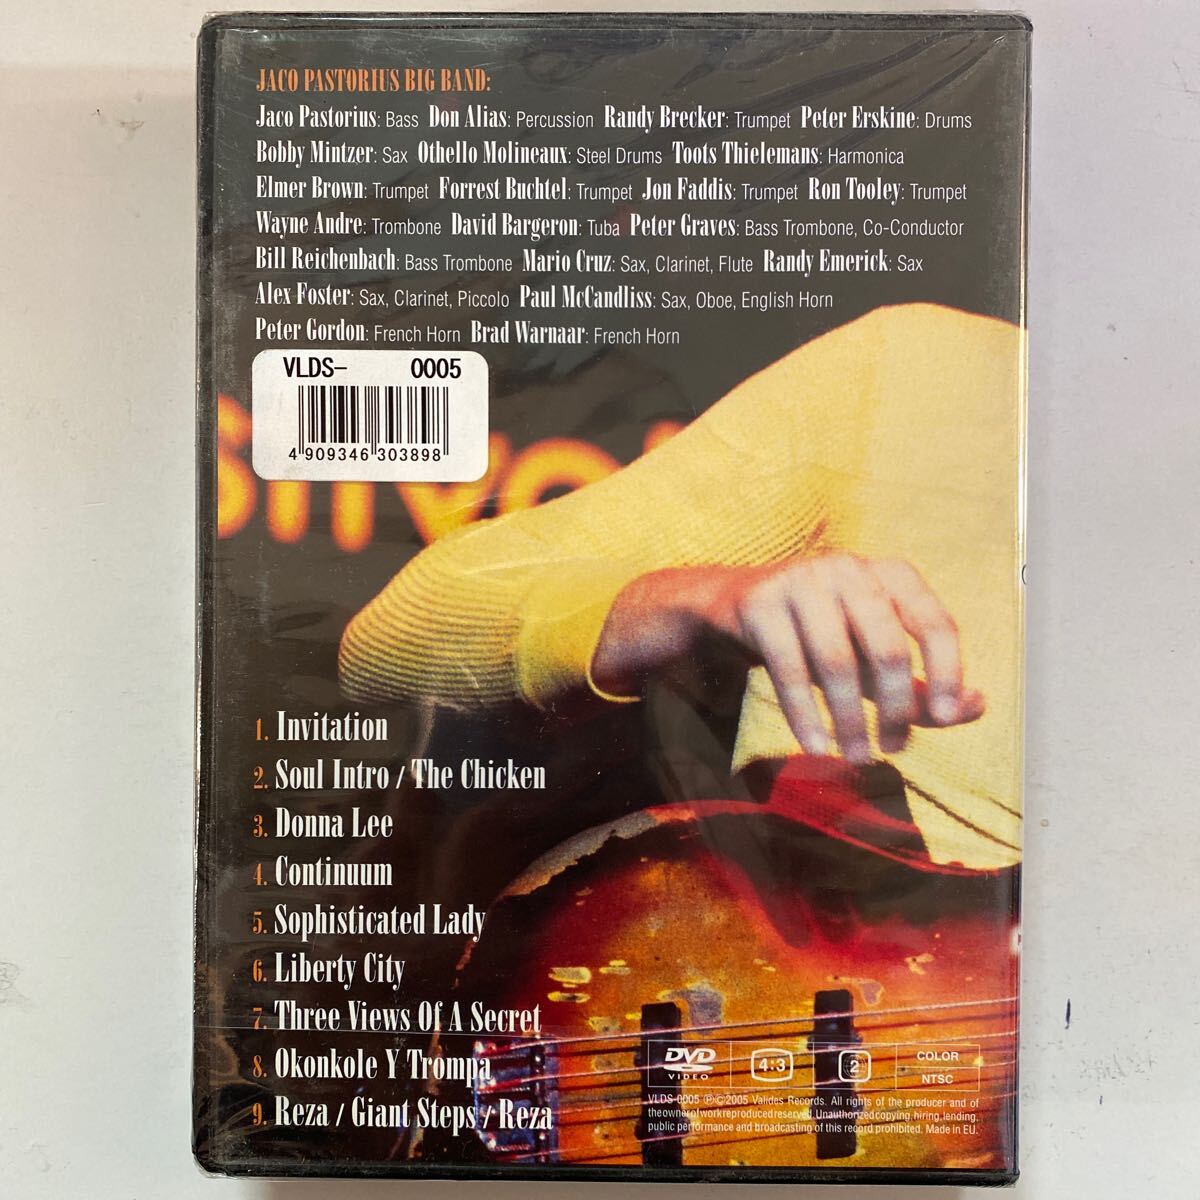 JACO PASTORIUS BIG BAND:
Jaco Pastorius: Bass Don Alias: Percussion Randy Brecker: Trumpet Peter Erskine: Drums
Bobby Mintzer: Sax Othello Molineaux: Steel Drums Toots Thielemans: Harmonica
Elmer Brown: Trumpet Forrest Buchtel: Trumpet Jon Faddis: Trumpet Ron Tooley: Trumpet
Wayne Andre: Trombone David Bargeron: Tuba Peter Graves: Bass Trombone, Co-Conductor
Bill Reichenbach: Bass Trombone Mario Cruz: Sax, Clarinet, Flute Randy Emerick: Sax
Alex Foster: Sax, Clarinet, Piccolo Paul McCandliss: Sax, Oboe, English Horn
Peter Gordon: French Horn Brad Warnaar: French Horn
VLDS- 0005
4 909346 303898
1. Invitation
2. Soul Intro / The Chicken
3. Donna Lee
4. Continuum
5. Sophisticated Lady
6. Liberty City
7. Three Views Of A Secret
8. Okonkole Y Trompa
9. Reza / Giant Steps / Reza
DVD VIDEO 4:3 2 COLOR NTSC
VLDS-0005 ℗©2005 Valides Records. All rights of the producer and of
the owner of work reproduced reserved. Unauthorized copying, hiring, lending,
public performance and broadcasting of this record prohibited. Made in EU.